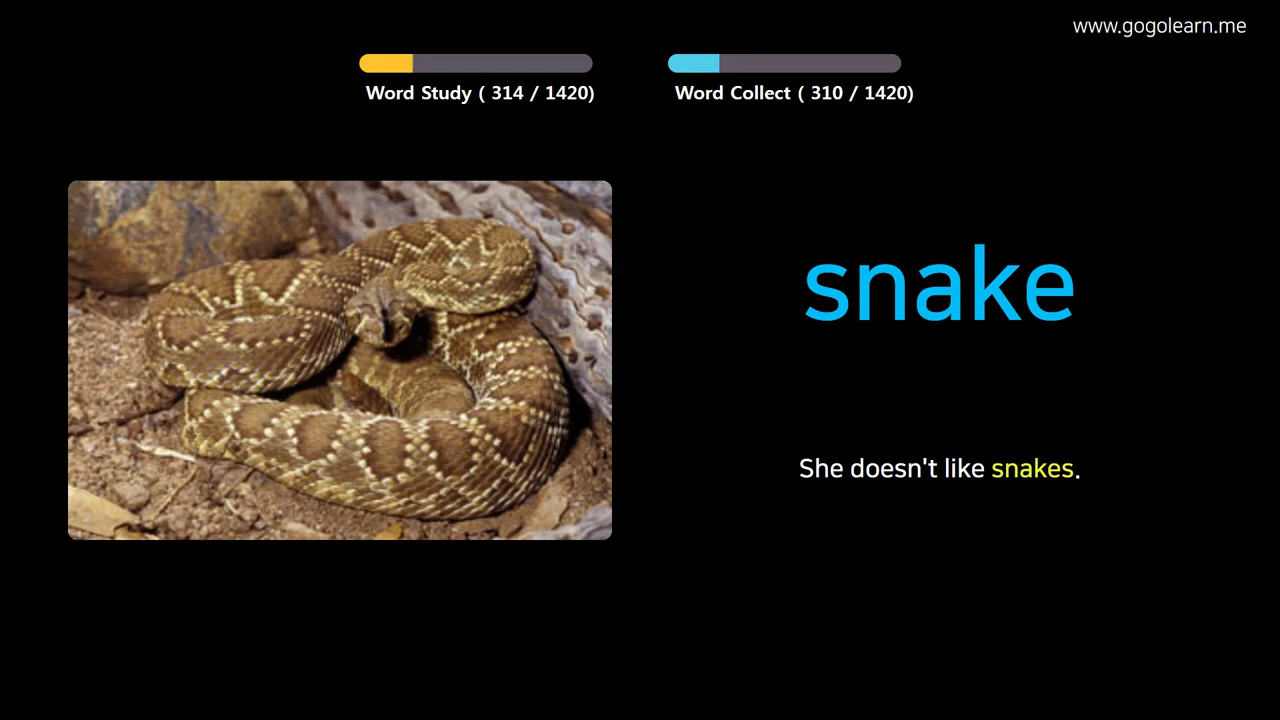 www.gogolearn.me
Word Study ( 314 / 1420)
Word Collect ( 310 / 1420)
snake
She doesn't like snakes.